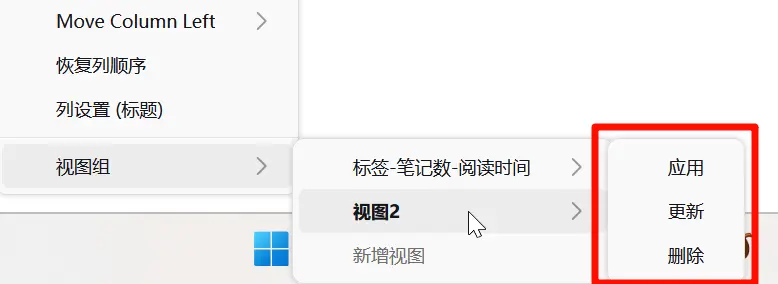 Move Column Left
恢复列顺序
列设置 (标题)
视图组
标签-笔记数-阅读时间
视图2
新增视图
应用
更新
删除